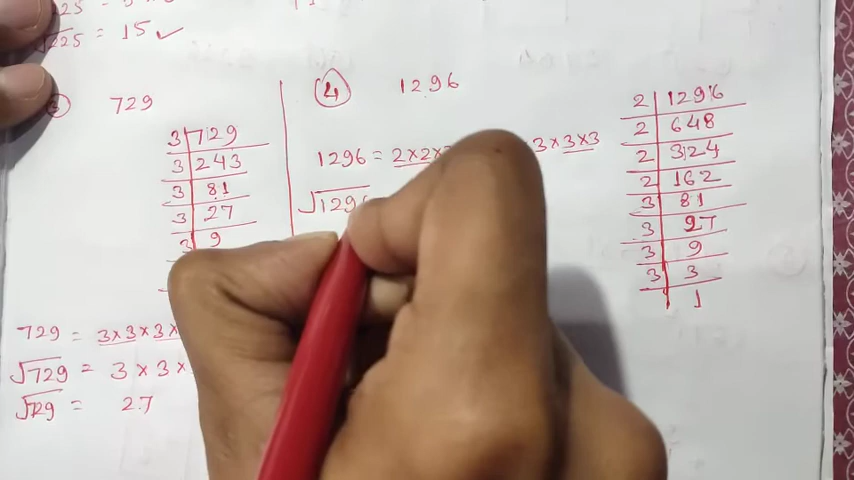 √225 = 15 ✓
729
3 | 729
3 | 243
3 | 81
3 | 27
3 | 9
729 = 3×3×3×
√729 = 3 × 3 ×
√729 = 27
(4) 1296
1296 = 2×2× 3×3×3
√1296
2 | 1296
2 | 648
2 | 324
2 | 162
3 | 81
3 | 27
3 | 9
3 | 3
1